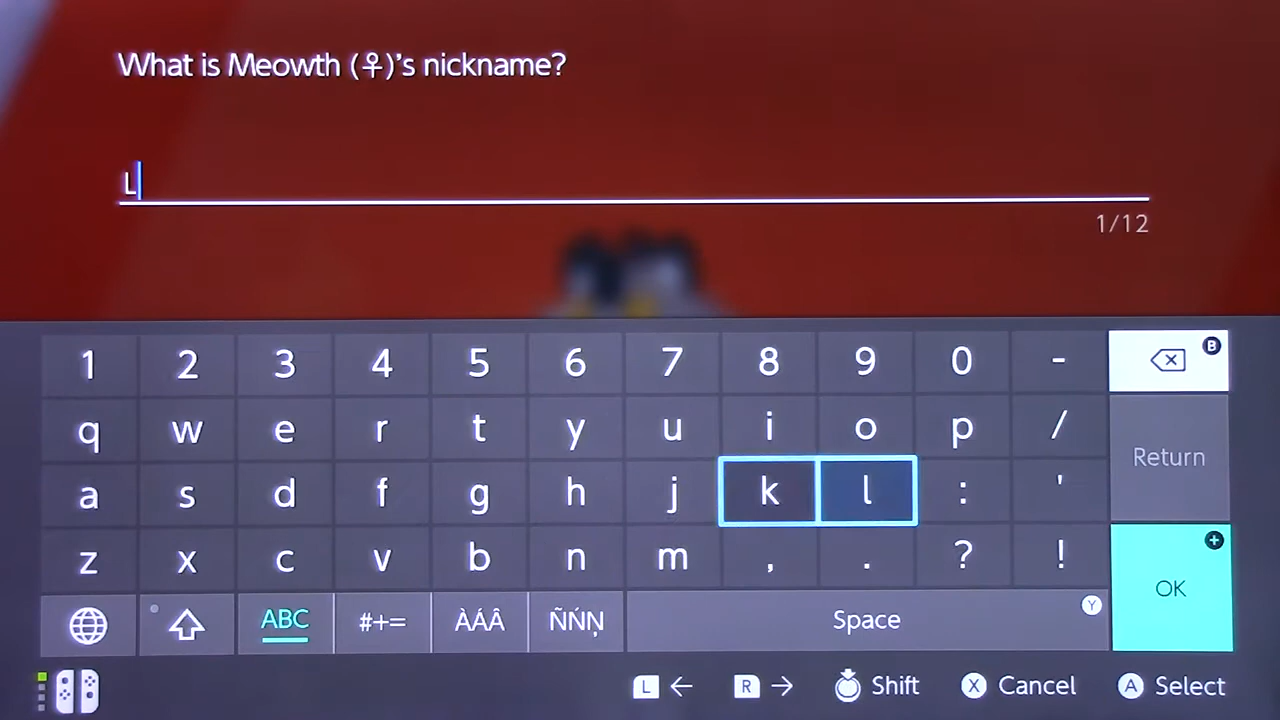 What is Meowth (♀)'s nickname?
L
1/12
1 2 3 4 5 6 7 8 9 0 -
B
q w e r t y u i o p /
Return
a s d f g h j k l : '
z x c v b n m , . ? !
+
OK
ABC #+= ÀÁÂ ÑŃŅ Space
Y
L ← R → Shift X Cancel A Select